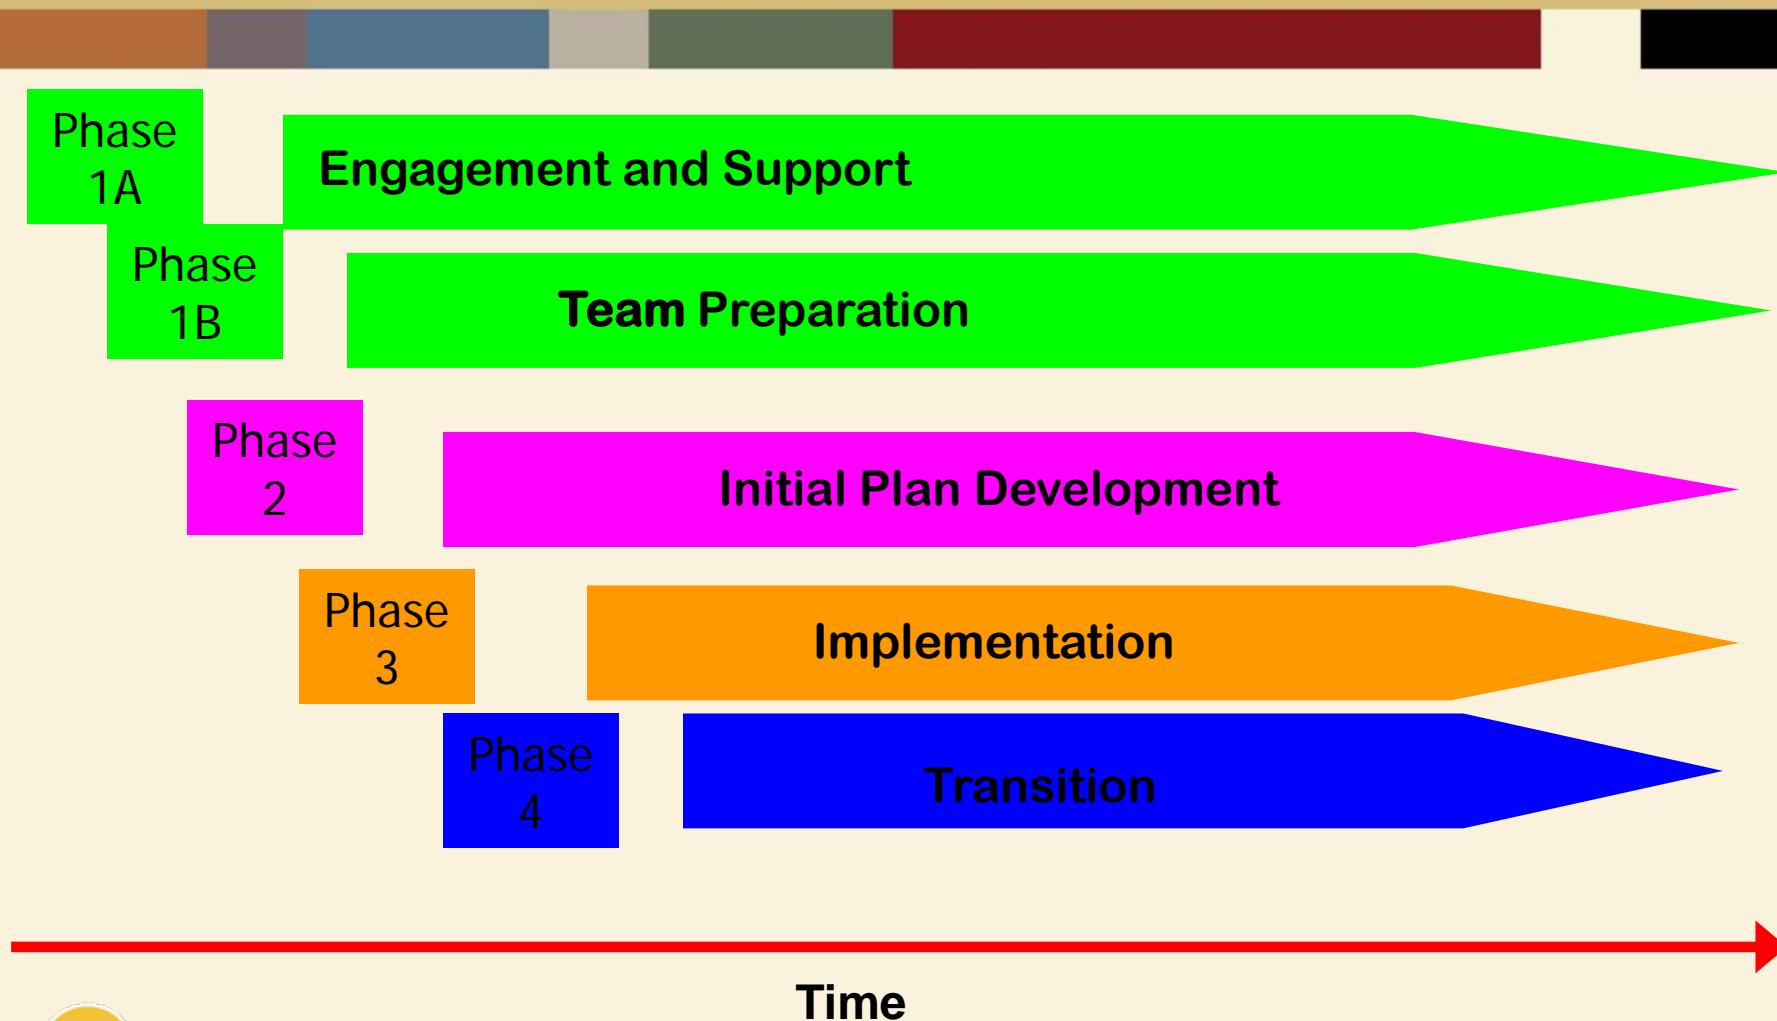 Phase
1A
Engagement and Support
Phase
1B
Team Preparation
Phase
2
Initial Plan Development
Phase
3
Implementation
Phase
4
Transition
Time